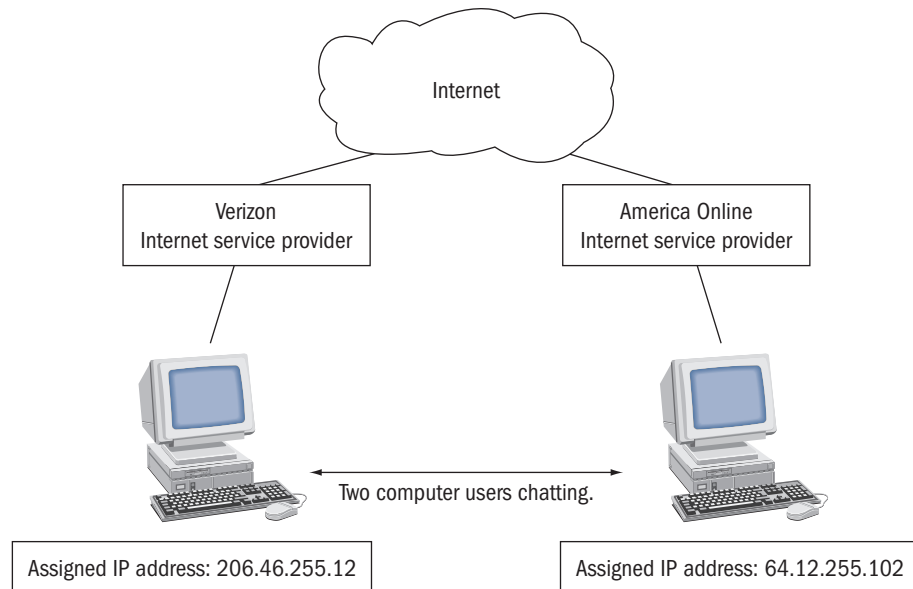 Internet
Verizon
Internet service provider
America Online
Internet service provider
Two computer users chatting.
Assigned IP address: 206.46.255.12
Assigned IP address: 64.12.255.102